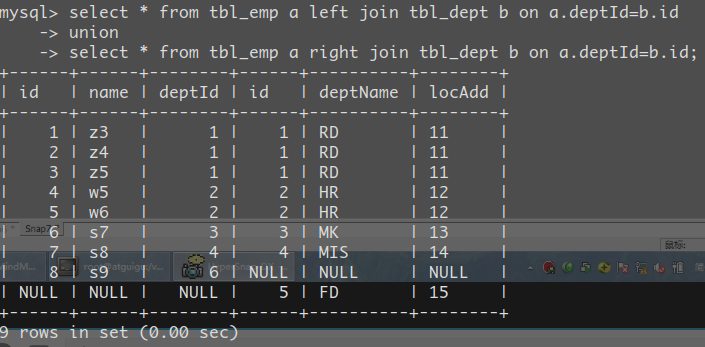 mysql> select * from tbl_emp a left join tbl_dept b on a.deptId=b.id
    -> union
    -> select * from tbl_emp a right join tbl_dept b on a.deptId=b.id;
+------+------+--------+------+----------+--------+
| id | name | deptId | id | deptName | locAdd |
+------+------+--------+------+----------+--------+
| 1 | z3 | 1 | 1 | RD | 11 |
| 2 | z4 | 1 | 1 | RD | 11 |
| 3 | z5 | 1 | 1 | RD | 11 |
| 4 | w5 | 2 | 2 | HR | 12 |
| 5 | w6 | 2 | 2 | HR | 12 |
| 6 | s7 | 3 | 3 | MK | 13 |
| 7 | s8 | 4 | 4 | MIS | 14 |
| 8 | s9 | 6 | NULL | NULL | NULL |
| NULL | NULL | NULL | 5 | FD | 15 |
+------+------+--------+------+----------+--------+
9 rows in set (0.00 sec)
鼠标: